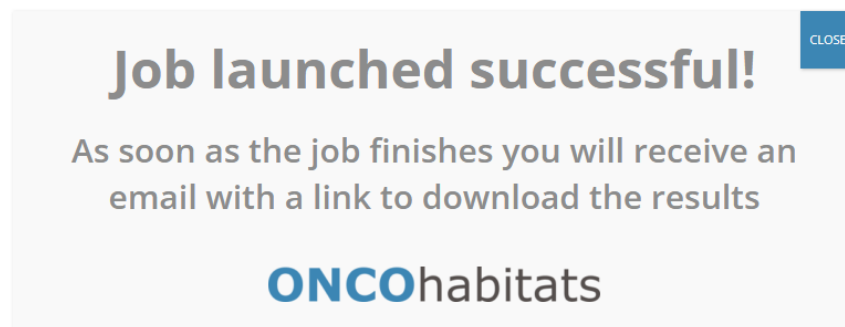 CLOSE
Job launched successful!
As soon as the job finishes you will receive an
email with a link to download the results
ONCOhabitats